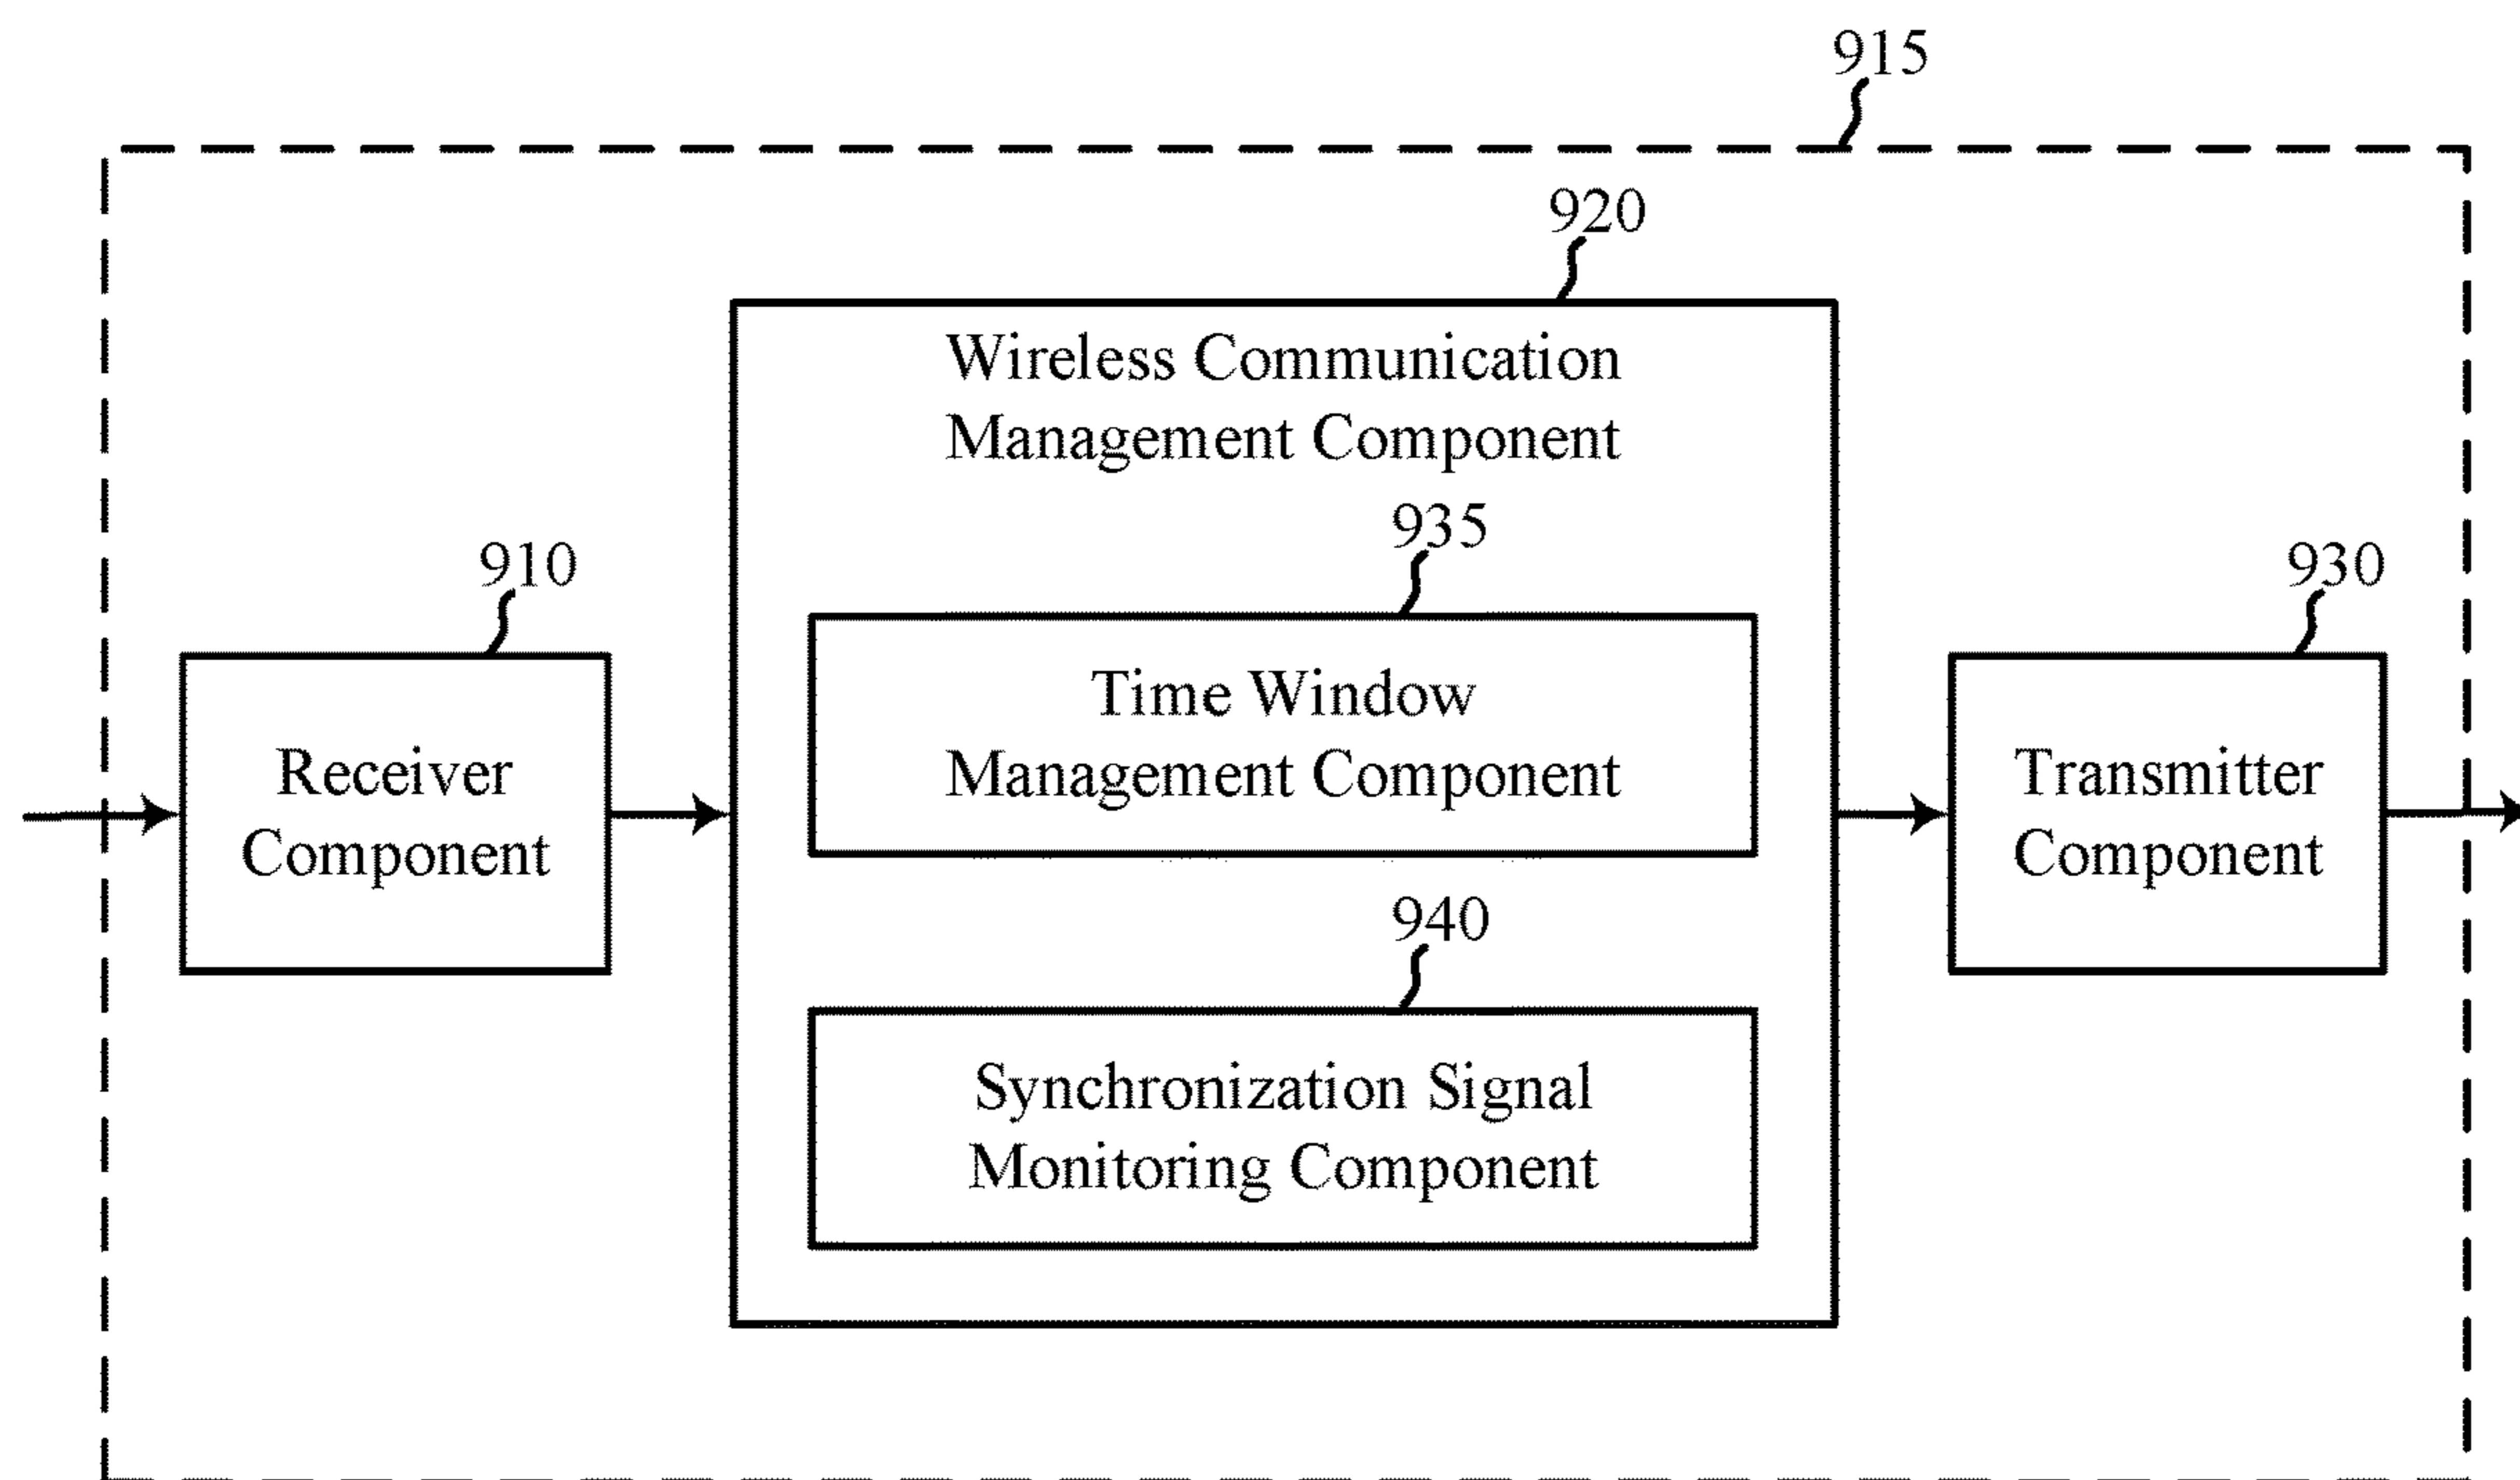 915
920
Wireless Communication
Management Component
935
910
930
Time Window
Management Component
Receiver
Component
Transmitter
Component
940
Synchronization Signal
Monitoring Component